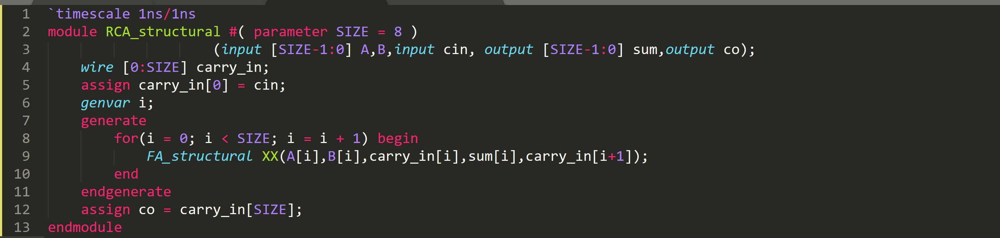 1 `timescale 1ns/1ns
2 module RCA_structural #( parameter SIZE = 8 )
3 (input [SIZE-1:0] A,B,input cin, output [SIZE-1:0] sum,output co);
4 wire [0:SIZE] carry_in;
5 assign carry_in[0] = cin;
6 genvar i;
7 generate
8 for(i = 0; i < SIZE; i = i + 1) begin
9 FA_structural XX(A[i],B[i],carry_in[i],sum[i],carry_in[i+1]);
10 end
11 endgenerate
12 assign co = carry_in[SIZE];
13 endmodule